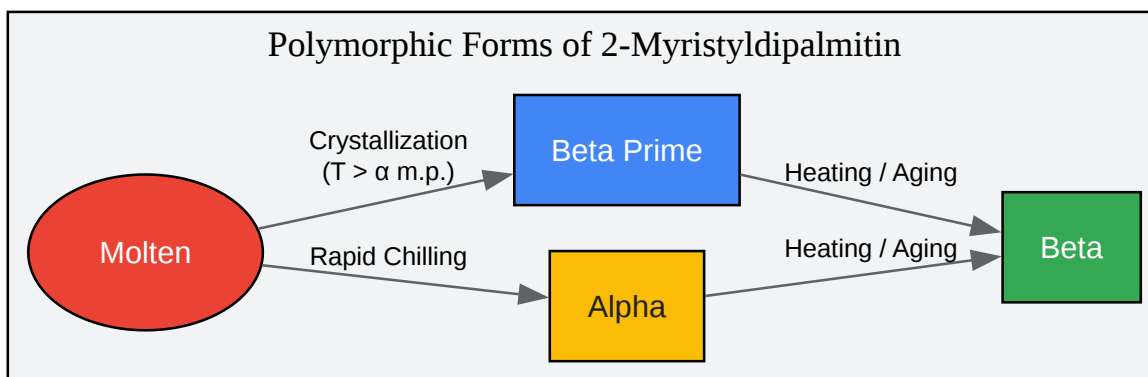 Polymorphic Forms of 2-Myristyldipalmitin
Crystallization
(T > α m.p.)
Beta Prime
Heating / Aging
Molten
Rapid Chilling
Alpha
Heating / Aging
Beta